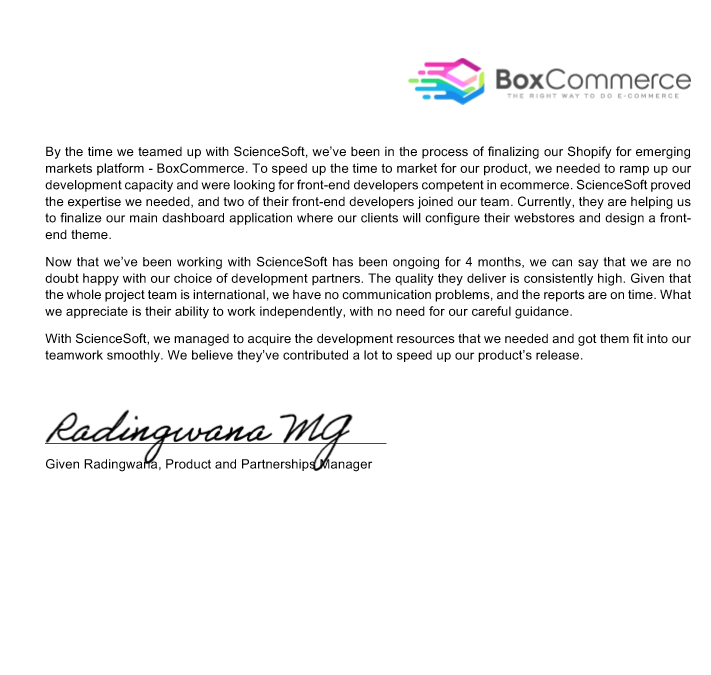 BoxCommerce
THE RIGHT WAY TO DO E-COMMERCE
By the time we teamed up with ScienceSoft, we’ve been in the process of finalizing our Shopify for emerging
markets platform - BoxCommerce. To speed up the time to market for our product, we needed to ramp up our
development capacity and were looking for front-end developers competent in ecommerce. ScienceSoft proved
the expertise we needed, and two of their front-end developers joined our team. Currently, they are helping us
to finalize our main dashboard application where our clients will configure their webstores and design a front-
end theme.
Now that we’ve been working with ScienceSoft has been ongoing for 4 months, we can say that we are no
doubt happy with our choice of development partners. The quality they deliver is consistently high. Given that
the whole project team is international, we have no communication problems, and the reports are on time. What
we appreciate is their ability to work independently, with no need for our careful guidance.
With ScienceSoft, we managed to acquire the development resources that we needed and got them fit into our
teamwork smoothly. We believe they’ve contributed a lot to speed up our product’s release.
Radingwana MG
Given Radingwana, Product and Partnerships Manager